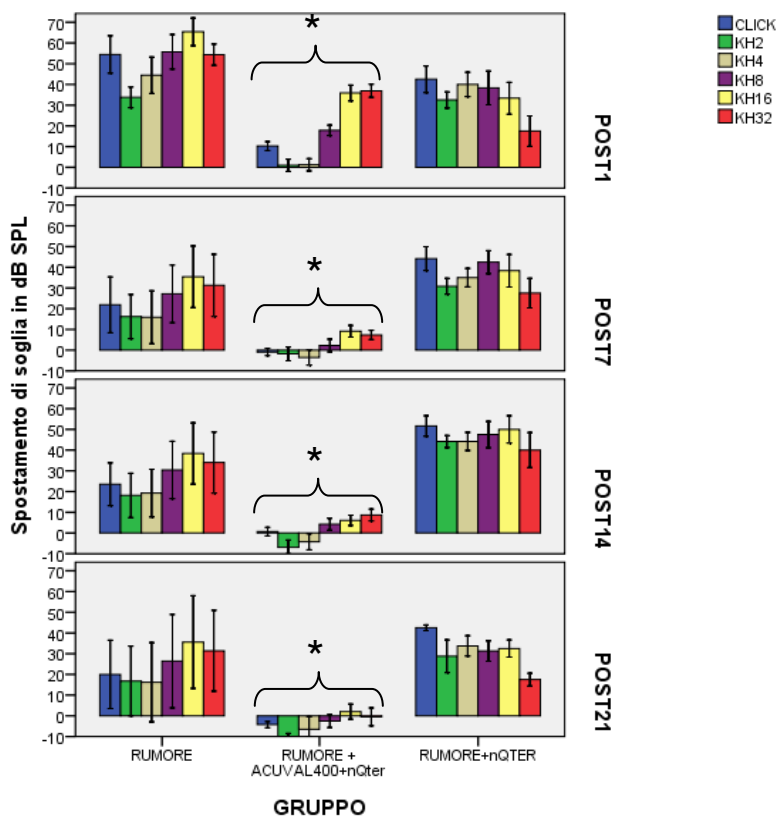 CLICK
KH2
KH4
KH8
KH16
KH32
Spostamento di soglia in dB SPL
70
60
50
40
30
20
10
0
-10
*
POST1
70
60
50
40
30
20
10
0
-10
*
POST7
70
60
50
40
30
20
10
0
-10
*
POST14
70
60
50
40
30
20
10
0
-10
*
POST21
RUMORE
RUMORE +
ACUVAL400+nQter
RUMORE+nQTER
GRUPPO